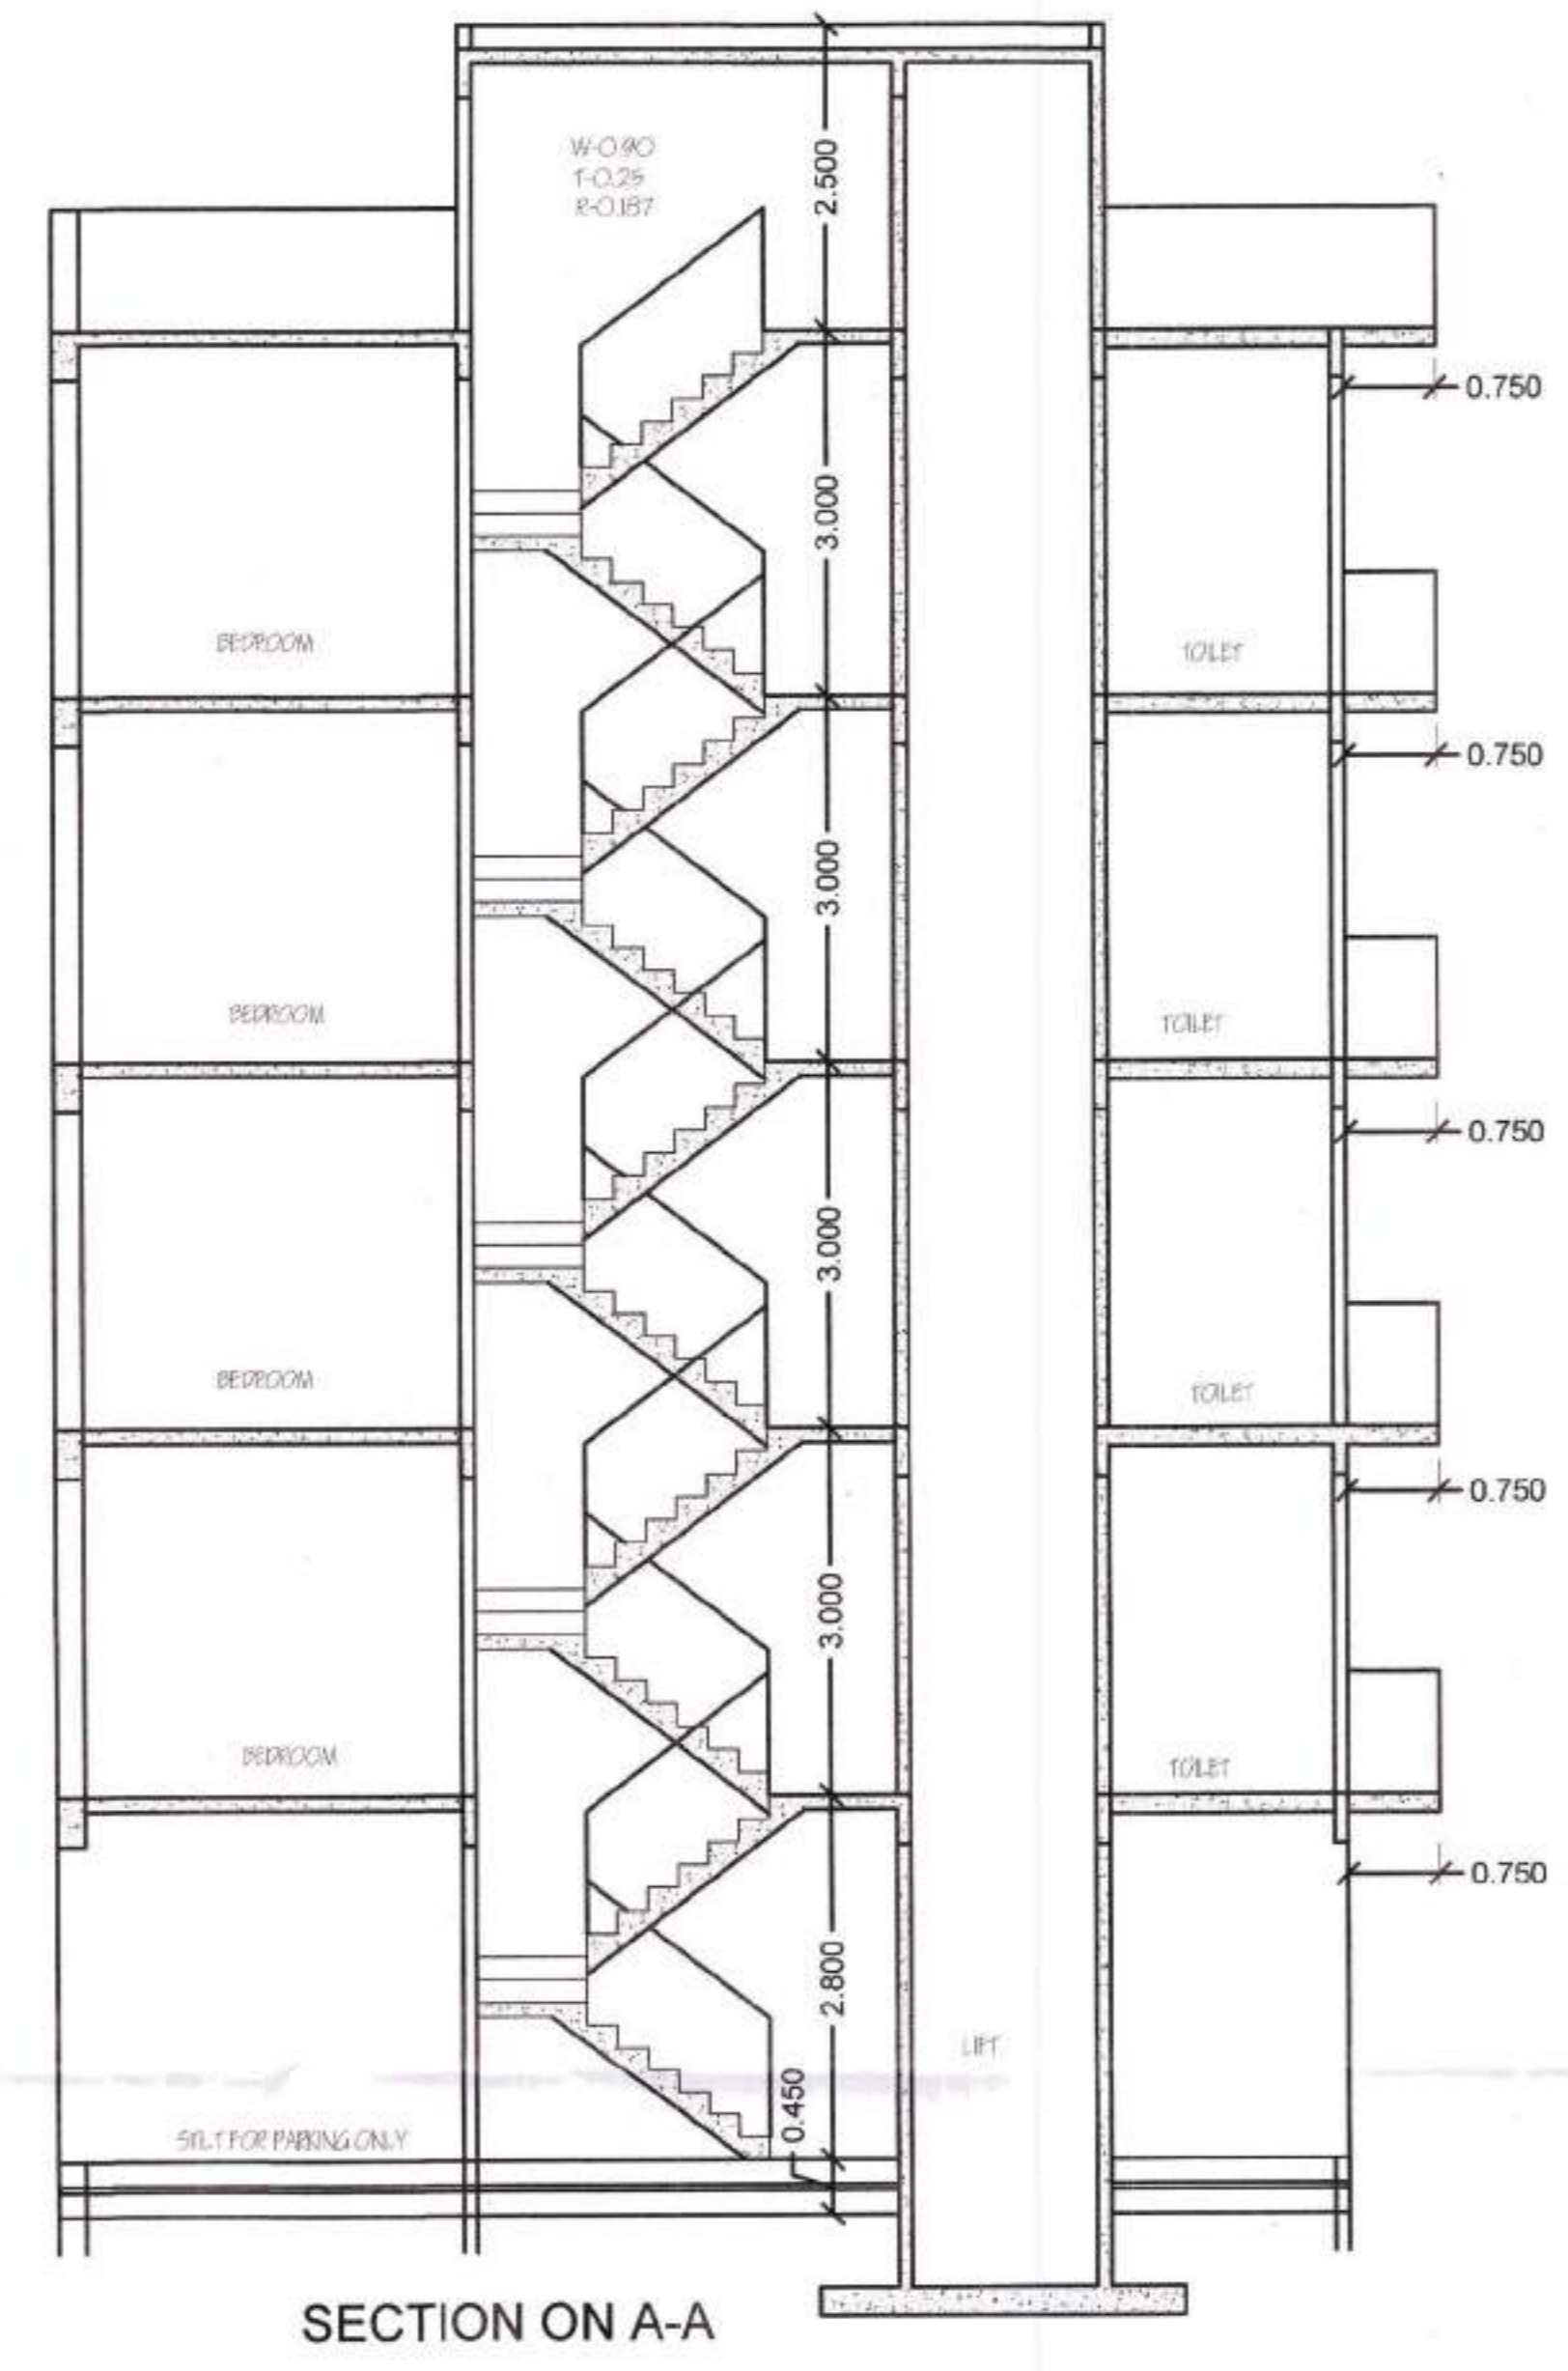 W-0.90
T-0.25
R-0.187
2.500
0.750
3.000
BEDROOM
TOILET
0.750
3.000
BEDROOM
TOILET
0.750
3.000
BEDROOM
TOILET
0.750
3.000
BEDROOM
TOILET
0.750
2.800
LIFT
0.450
STILT FOR PARKING ONLY
SECTION ON A-A